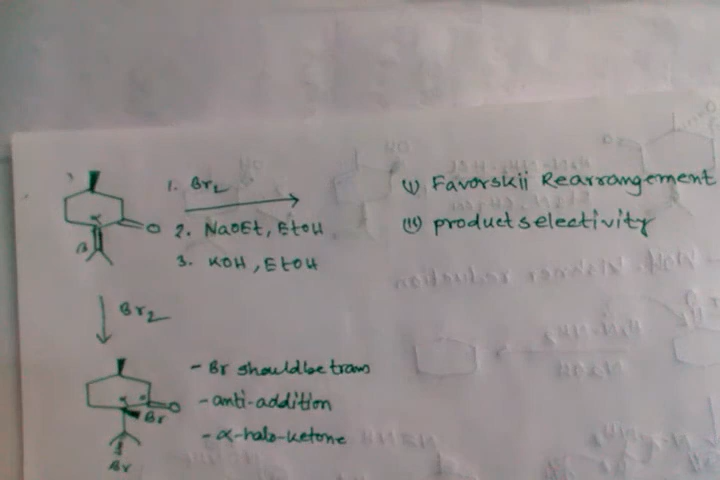 1. Br2
2. NaOEt, EtOH
3. KOH, EtOH
(i) Favorskii Rearrangement
(ii) product selectivity
O
α
β
Br2
- Br should be trans
- anti-addition
- α-halo-ketone
O
Br
Br